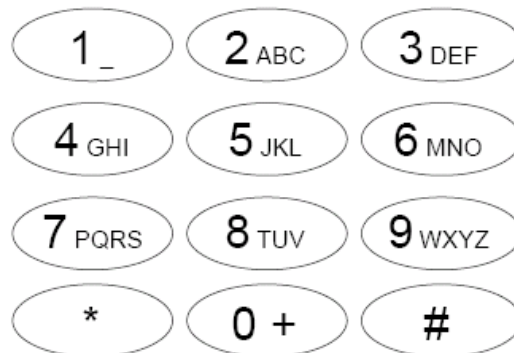 1 _ 2 ABC 3 DEF
4 GHI 5 JKL 6 MNO
7 PQRS 8 TUV 9 WXYZ
* 0 + #